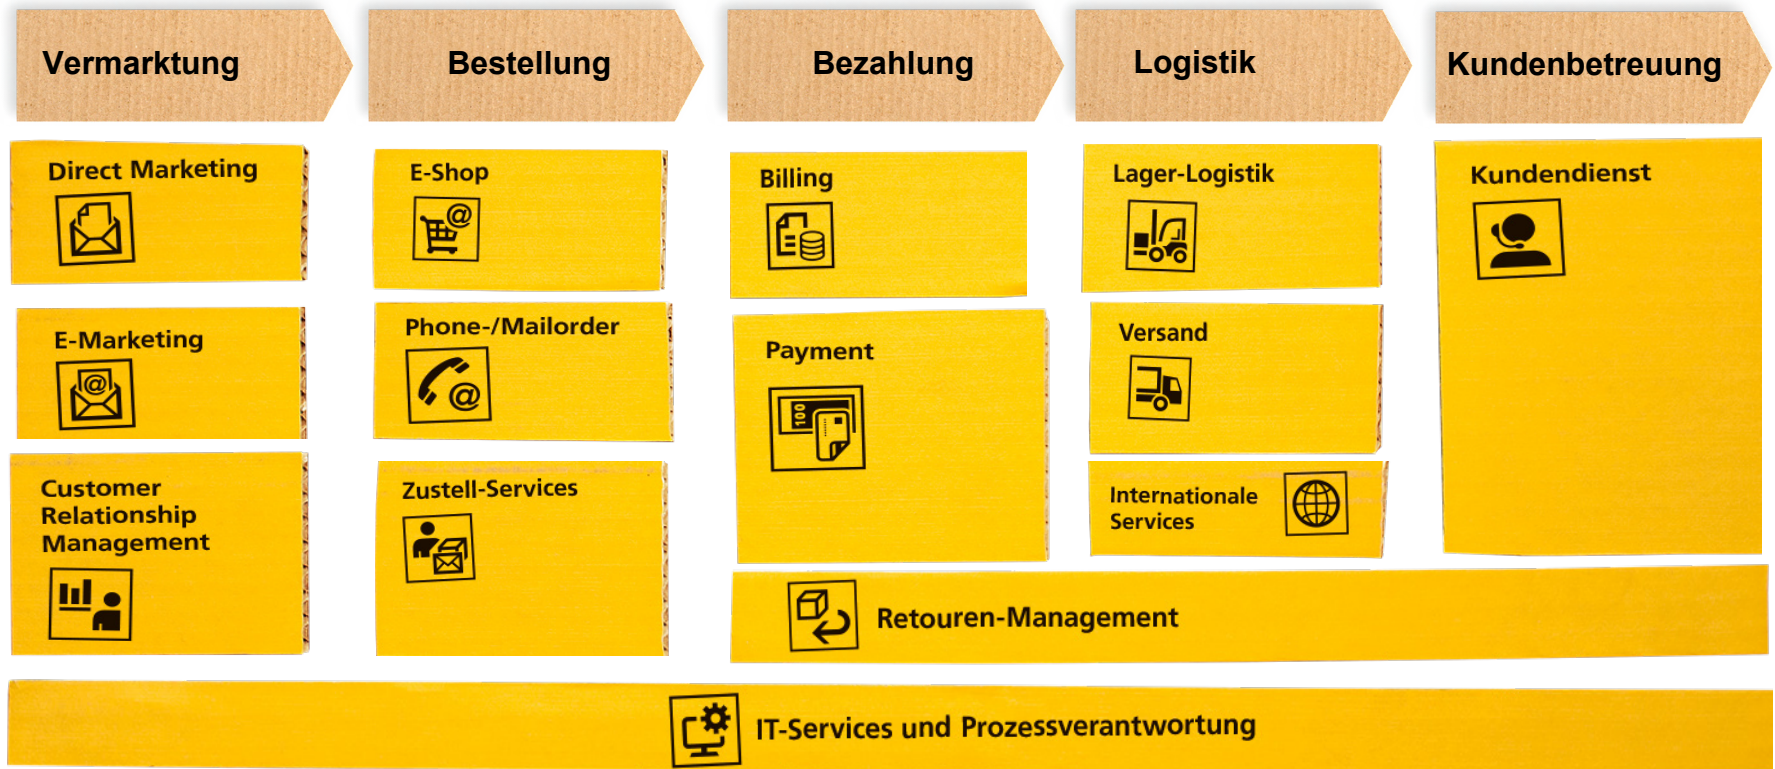 Vermarktung
Bestellung
Bezahlung
Logistik
Kundenbetreuung
Direct Marketing
E-Marketing
Customer
Relationship
Management
E-Shop
@
Phone-/Mailorder
@
Zustell-Services
Billing
Payment
100
Lager-Logistik
Versand
Internationale
Services
Kundendienst
Retouren-Management
IT-Services und Prozessverantwortung
@